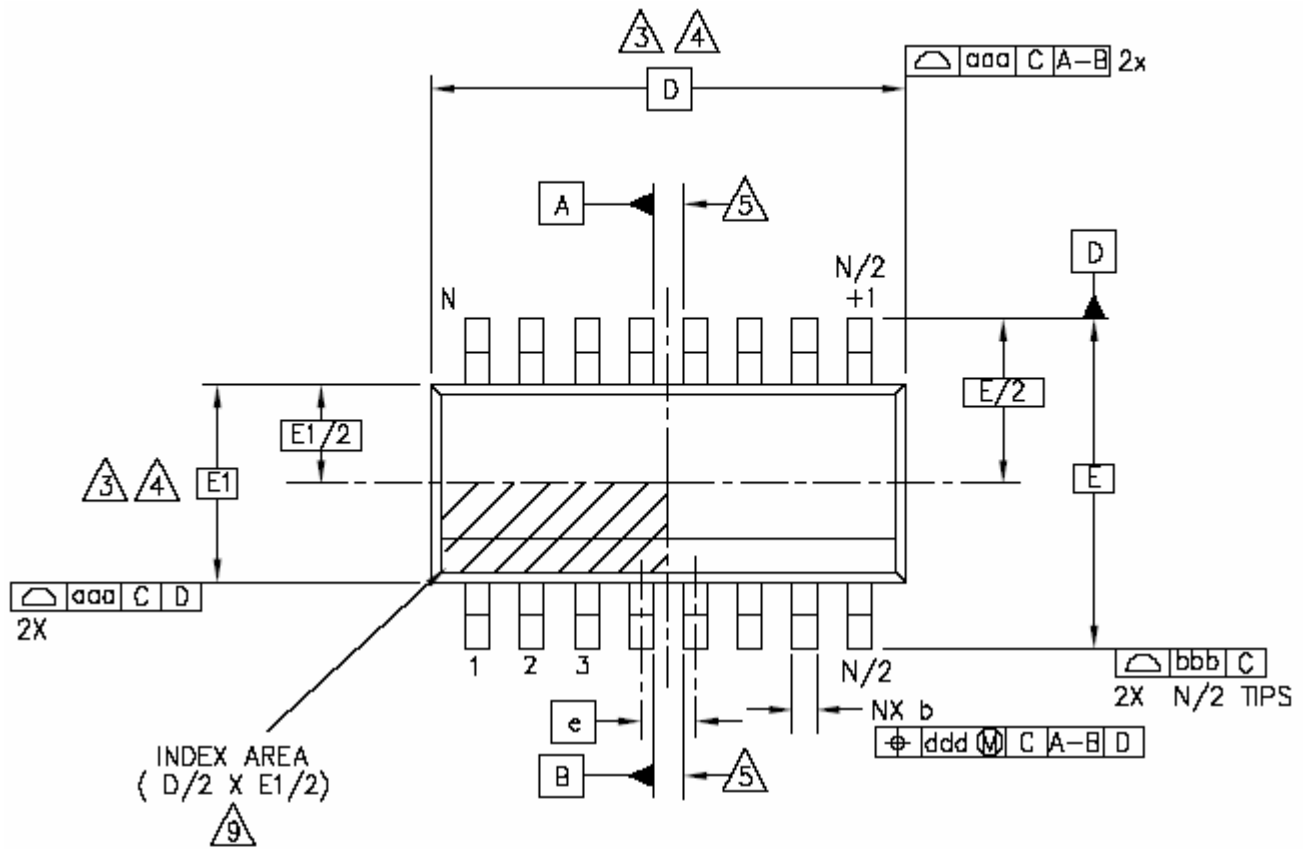 3 4
D
aaa C A-B 2x
A
5
D
N
N/2
+1
E1/2
E/2
3 4
E1
E
aaa C D
2X
1 2 3
N/2
bbb C
2X N/2 TIPS
e
NX b
ddd M C A-B D
B
5
INDEX AREA
( D/2 X E1/2)
9